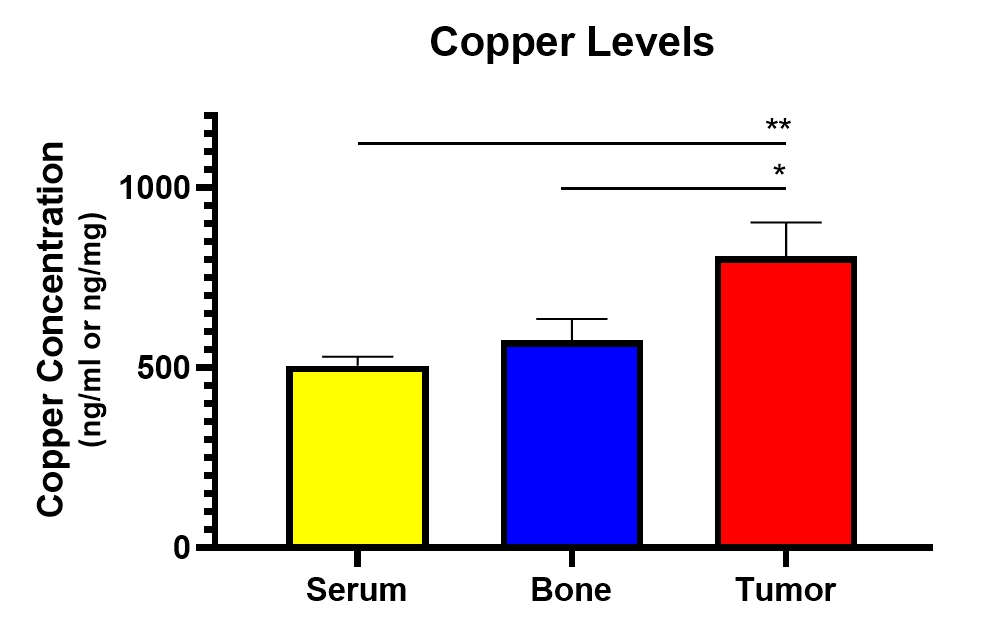 Copper Levels
Copper Concentration
(ng/ml or ng/mg)
1000
500
0
**
*
Serum
Bone
Tumor